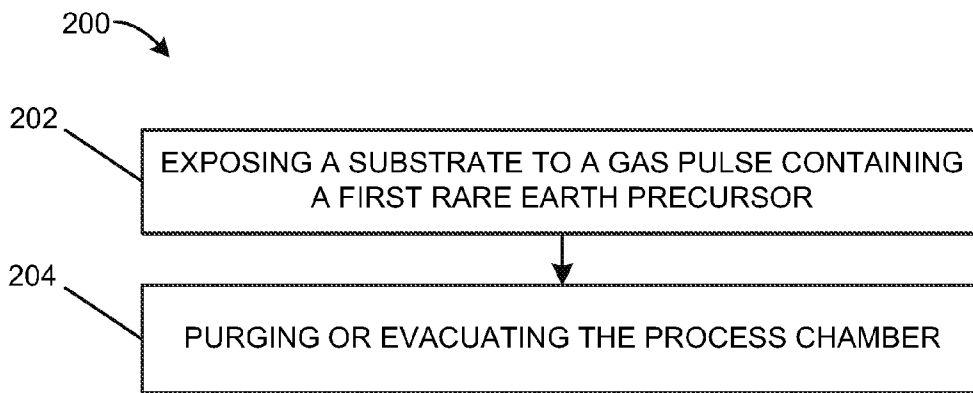 200
202
EXPOSING A SUBSTRATE TO A GAS PULSE CONTAINING
A FIRST RARE EARTH PRECURSOR
204
PURGING OR EVACUATING THE PROCESS CHAMBER